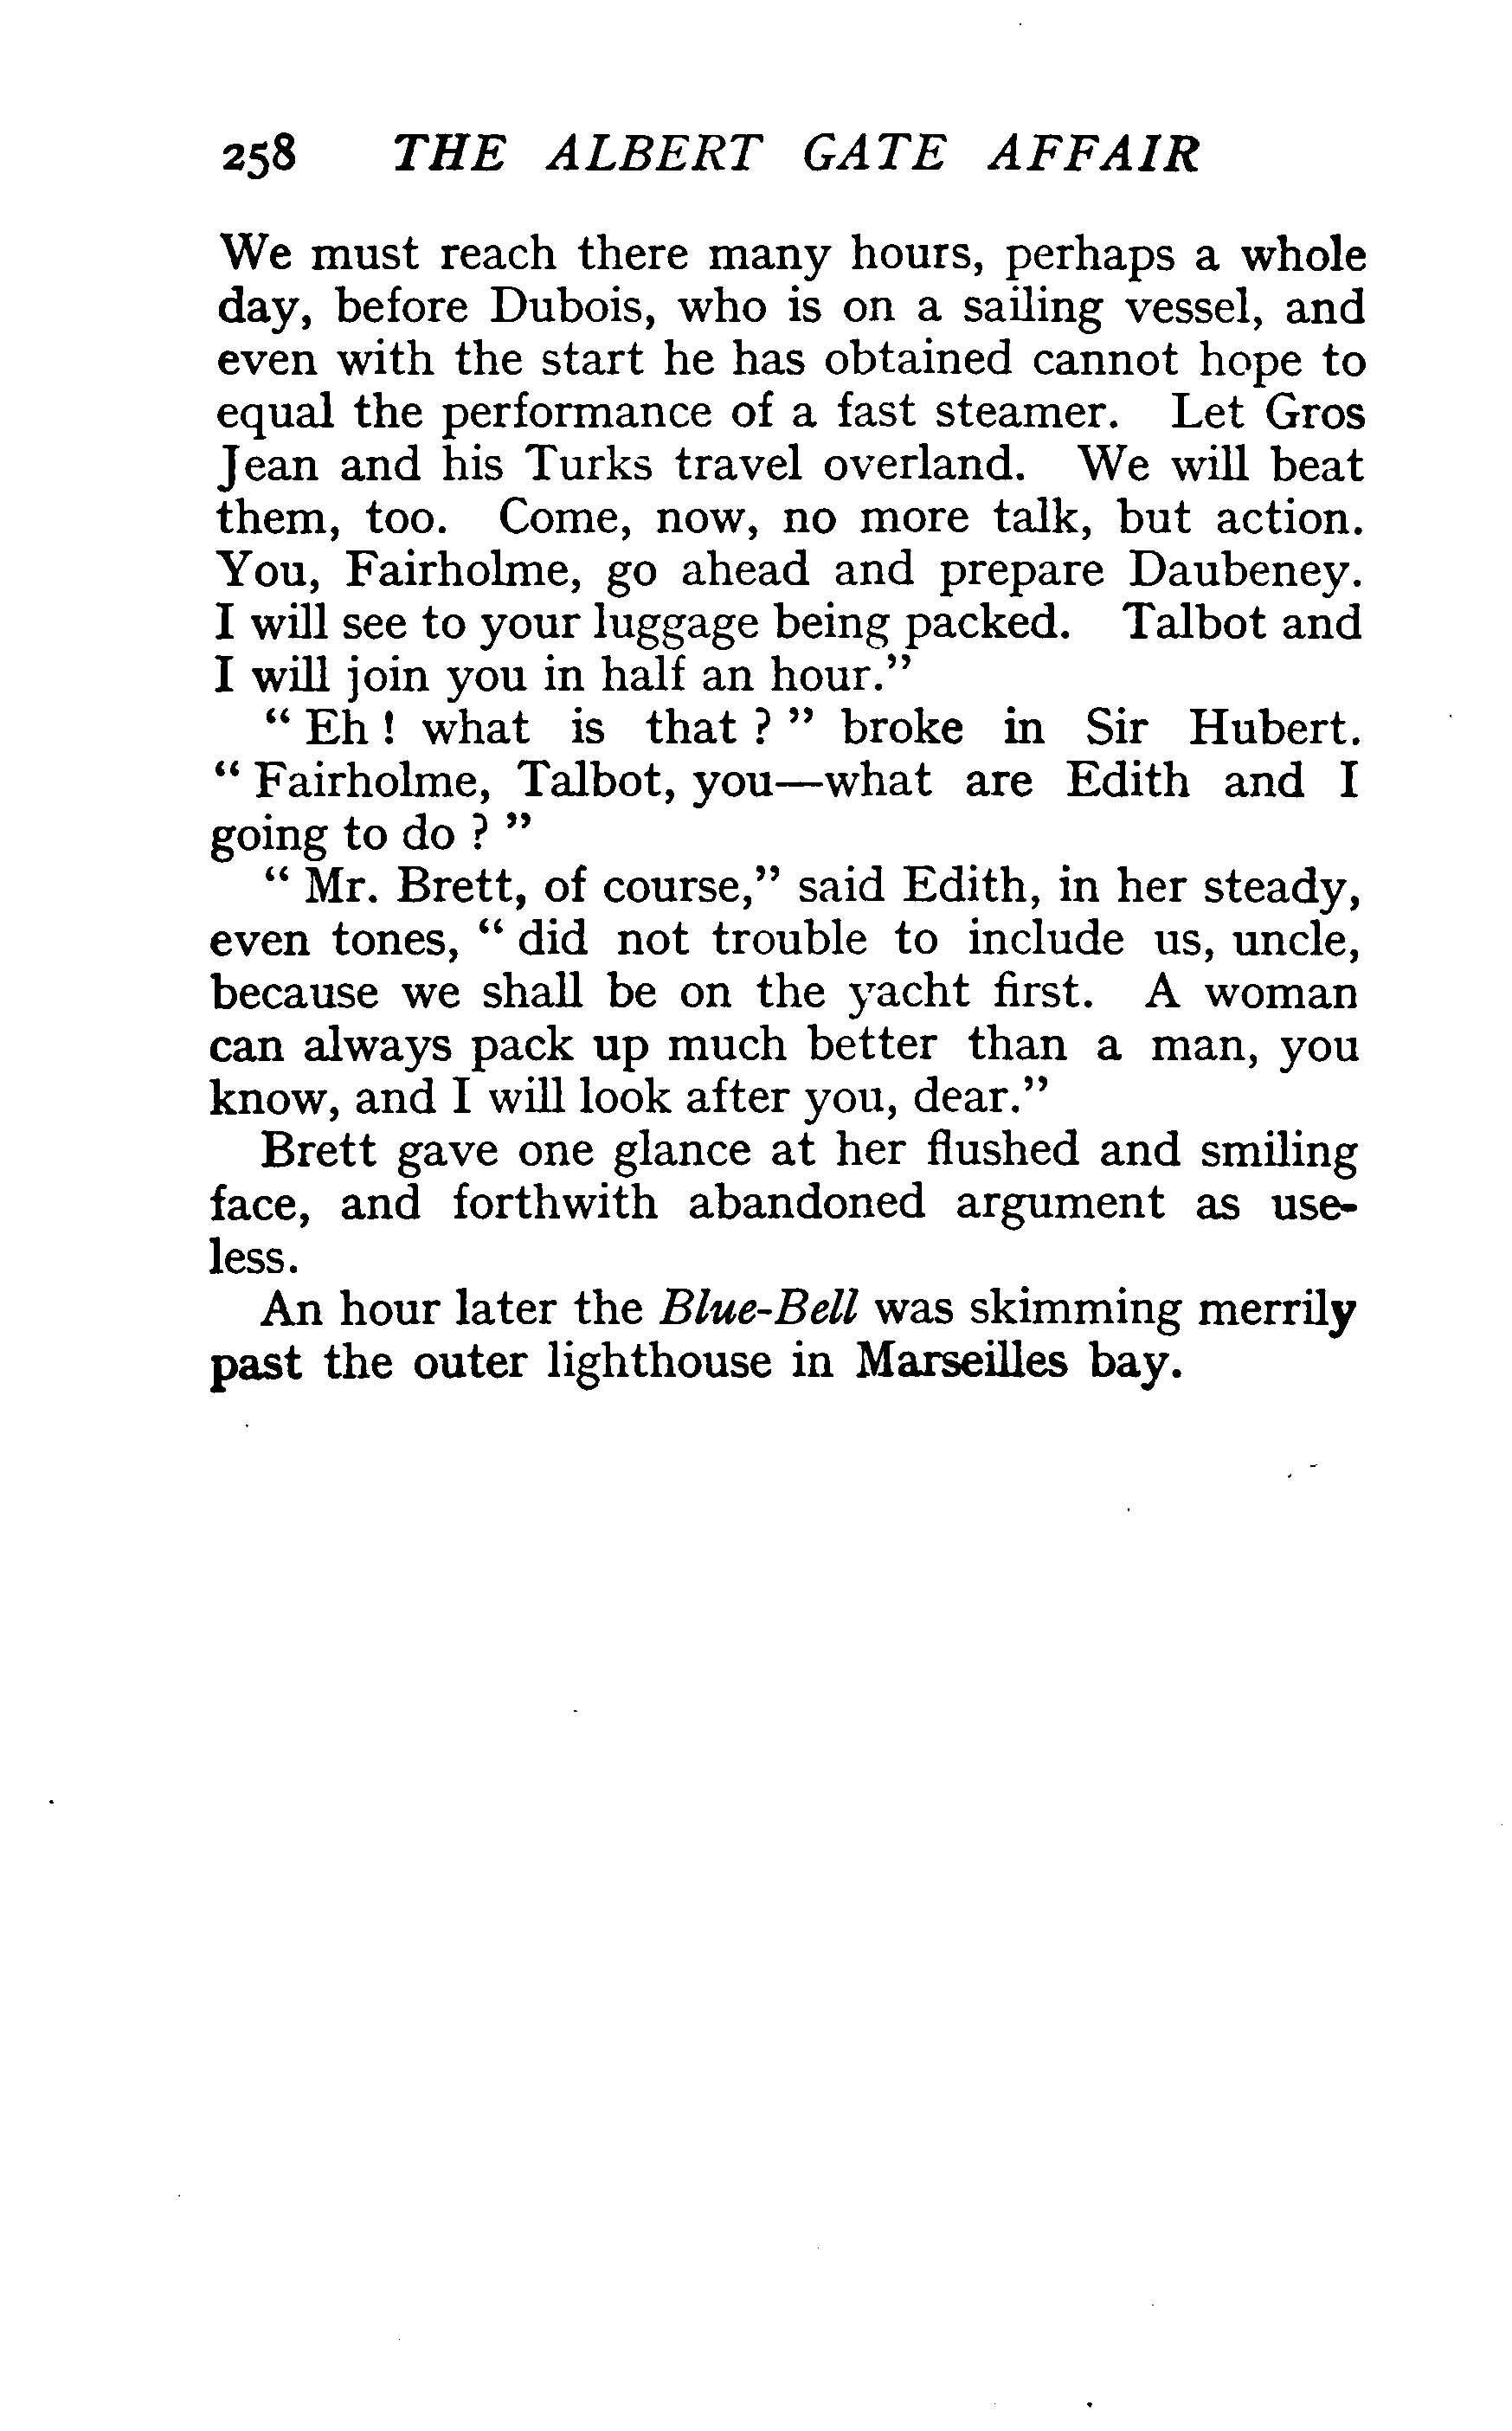 258 THE ALBERT GATE AFFAIR
We must reach there many hours, perhaps a whole
day, before Dubois, who is on a sailing vessel, and
even with the start he has obtained cannot hope to
equal the performance of a fast steamer. Let Gros
Jean and his Turks travel overland. We will beat
them, too. Come, now, no more talk, but action.
You, Fairholme, go ahead and prepare Daubeney.
I will see to your luggage being packed. Talbot and
I will join you in half an hour."
" Eh ! what is that ? " broke in Sir Hubert.
" Fairholme, Talbot, you—what are Edith and I
going to do ? "
" Mr. Brett, of course," said Edith, in her steady,
even tones, " did not trouble to include us, uncle,
because we shall be on the yacht first. A woman
can always pack up much better than a man, you
know, and I will look after you, dear."
Brett gave one glance at her flushed and smiling
face, and forthwith abandoned argument as use-
less.
An hour later the Blue-Bell was skimming merrily
past the outer lighthouse in Marseilles bay.